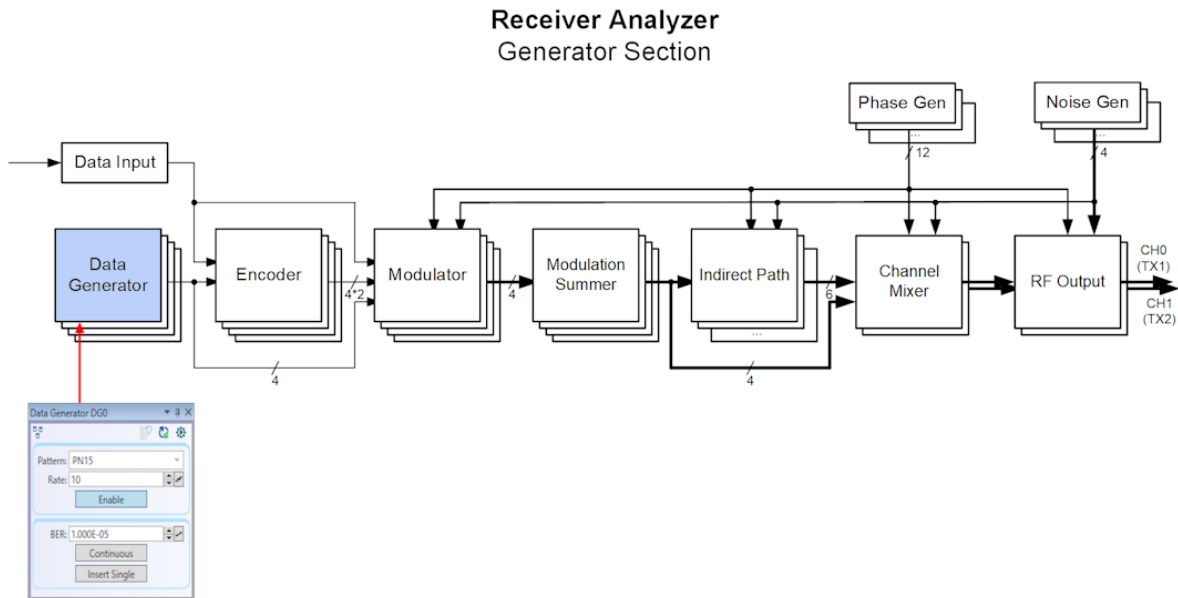 Receiver Analyzer
Generator Section
Phase Gen
Noise Gen
...
...
12
4
Data Input
Data
Generator
Encoder
4*2
Modulator
4
Modulation
Summer
Indirect Path
...
6
Channel
Mixer
RF Output
CH0
(TX1)
CH1
(TX2)
4
4
Data Generator DG0
Pattern: PN15
Rate: 10
Enable
BER: 1.000E-05
Continuous
Insert Single